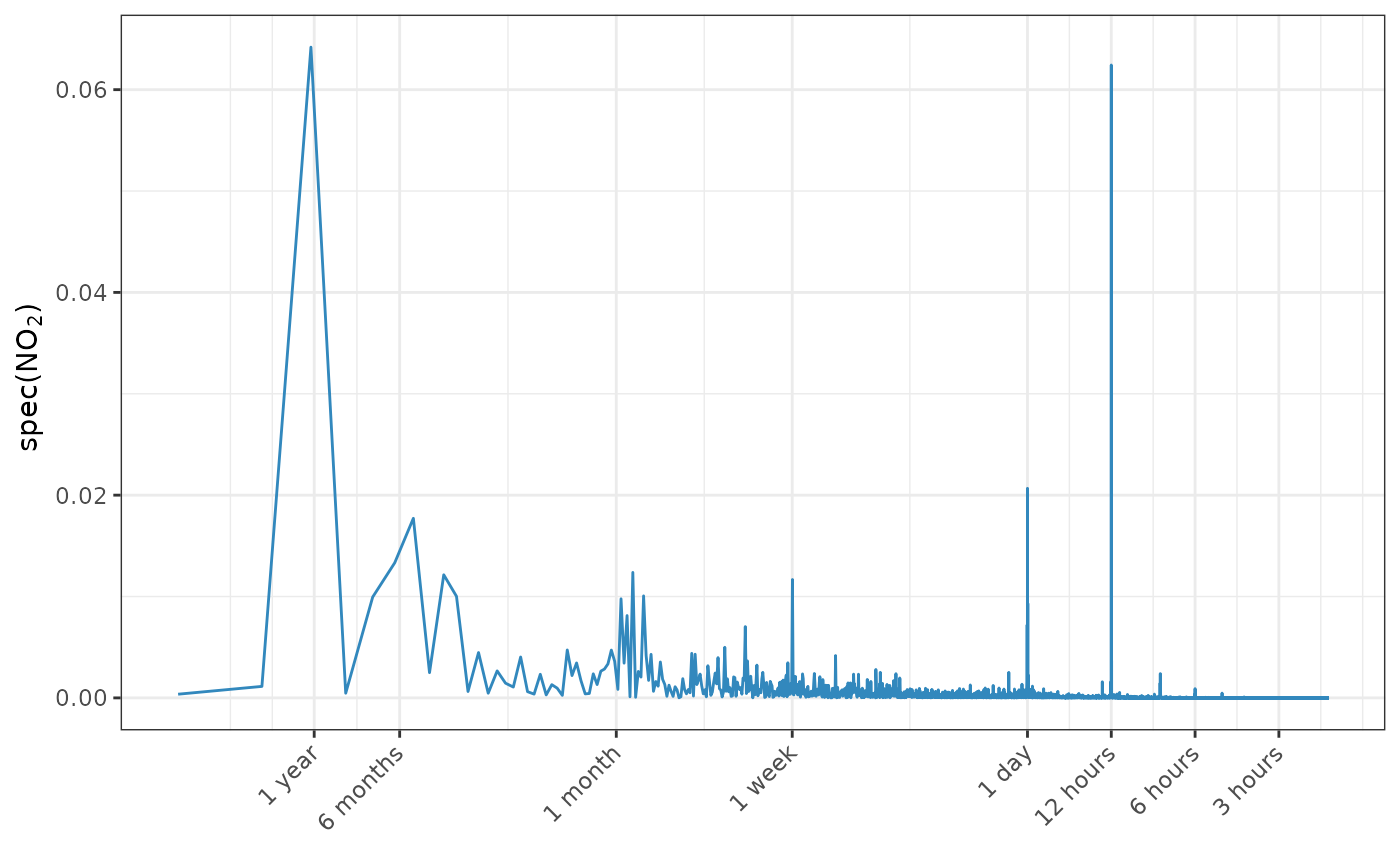 spec(NO₂)
0.06
0.04
0.02
0.00
1 year
6 months
1 month
1 week
1 day
12 hours
6 hours
3 hours